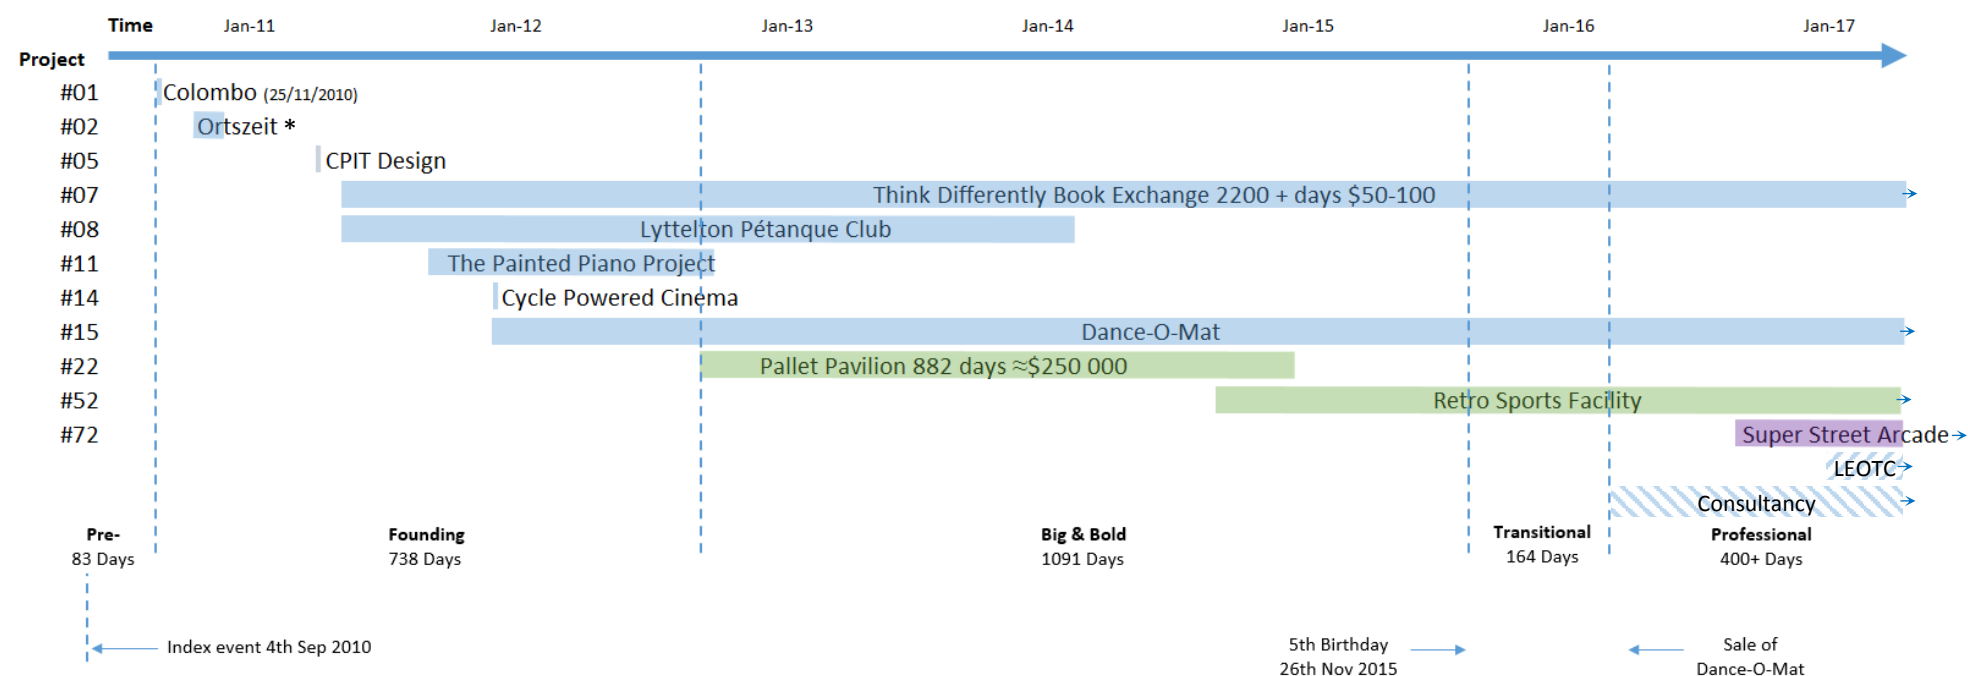 Time Jan-11 Jan-12 Jan-13 Jan-14 Jan-15 Jan-16 Jan-17
Project
#01 Colombo (25/11/2010)
#02 Ortszeit *
#05 CPIT Design
#07 Think Differently Book Exchange 2200 + days $50-100
#08 Lyttelton Pétanque Club
#11 The Painted Piano Project
#14 Cycle Powered Cinema
#15 Dance-O-Mat
#22 Pallet Pavilion 882 days ≈$250 000
#52 Retro Sports Facility
#72 Super Street Arcade
LEOTC
Consultancy
Pre- Founding Big & Bold Transitional Professional
83 Days 738 Days 1091 Days 164 Days 400+ Days
Index event 4th Sep 2010
5th Birthday
26th Nov 2015
Sale of
Dance-O-Mat